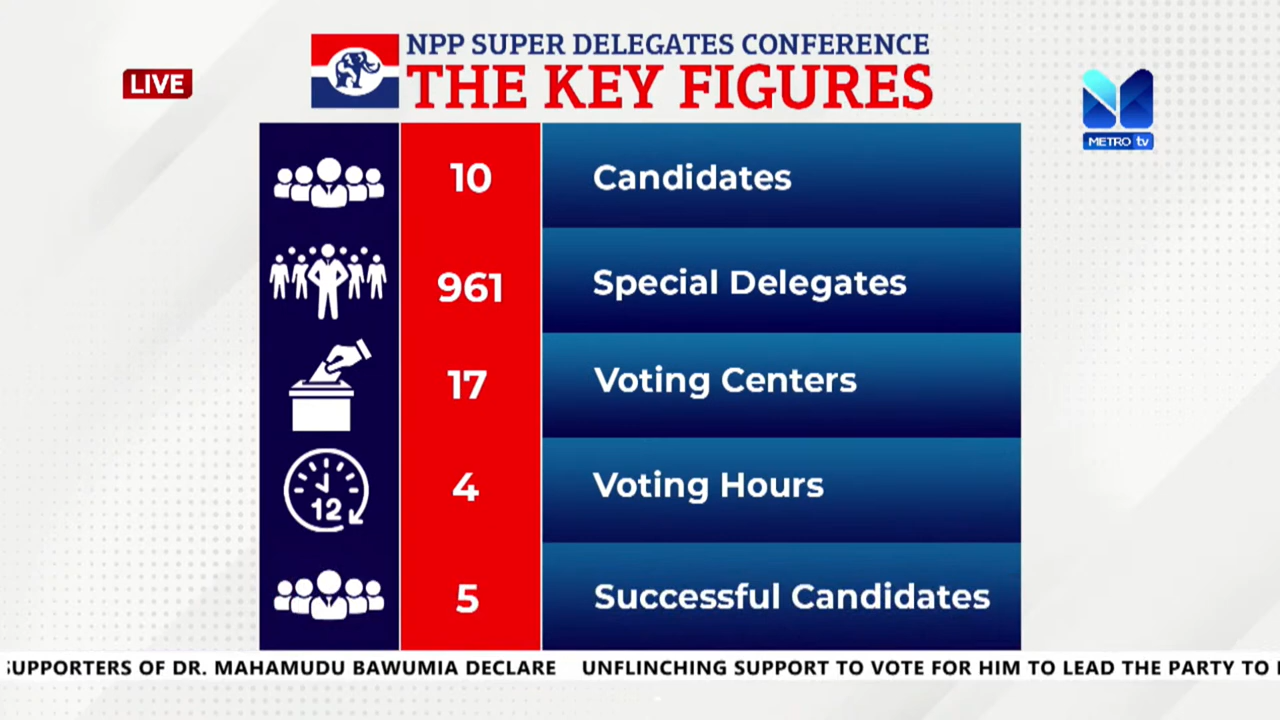 NPP SUPER DELEGATES CONFERENCE
LIVE
THE KEY FIGURES
METRO tv
10 Candidates
961 Special Delegates
17 Voting Centers
12
4 Voting Hours
5 Successful Candidates
SUPPORTERS OF DR. MAHAMUDU BAWUMIA DECLARE UNFLINCHING SUPPORT TO VOTE FOR HIM TO LEAD THE PARTY TO